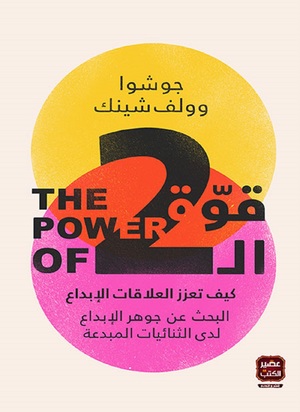 جوشوا
وولف شينك
THE
POWER
OF
2
قوّة
الـ
كيف تعزز العلاقات الإبداع
البحث عن جوهر الإبداع
لدى الثنائيات المبدعة
عصير
الكتب